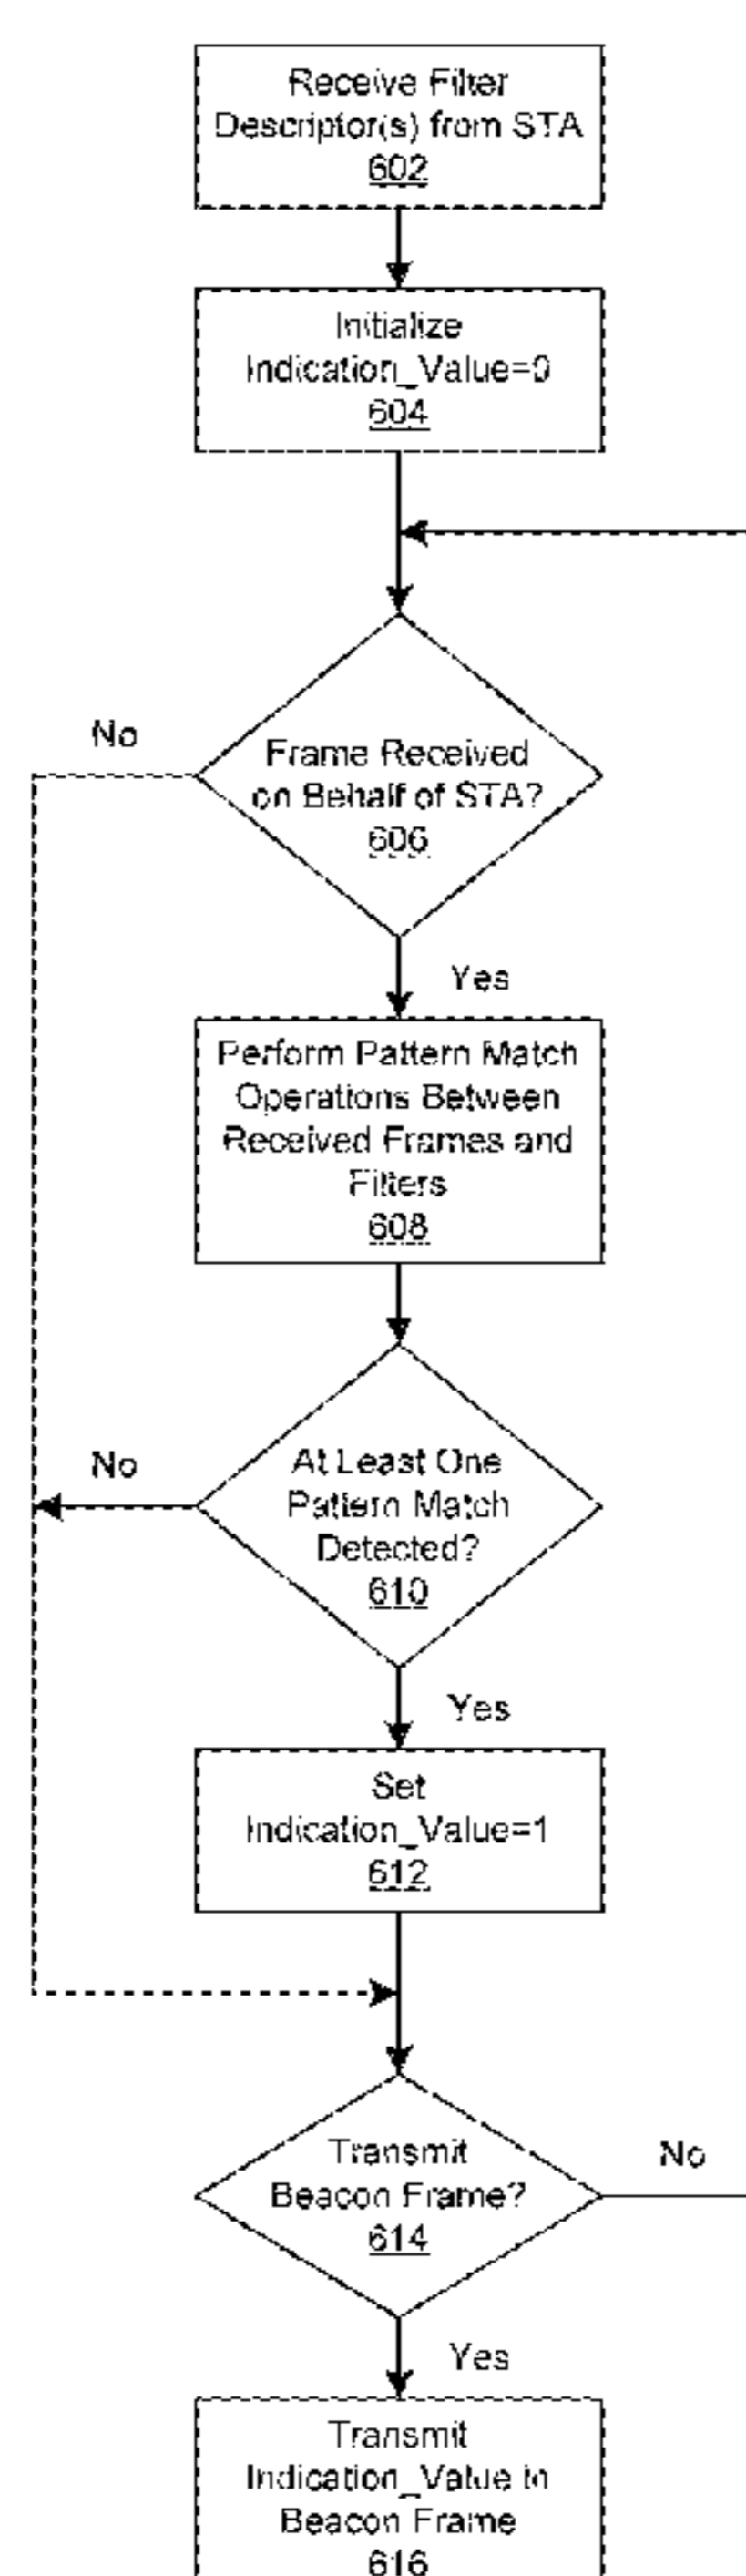 Receive Filter
Descriptor(s) from STA
602
Initialize
Indication_Value=0
604
No
Frame Received
on Behalf of STA?
606
Yes
Perform Pattern Match
Operations Between
Received Frames and
Filters
608
No
At Least One
Pattern Match
Detected?
610
Yes
Set
Indication_Value=1
612
Transmit
Beacon Frame?
614
No
Yes
Transmit
Indication_Value in
Beacon Frame
616